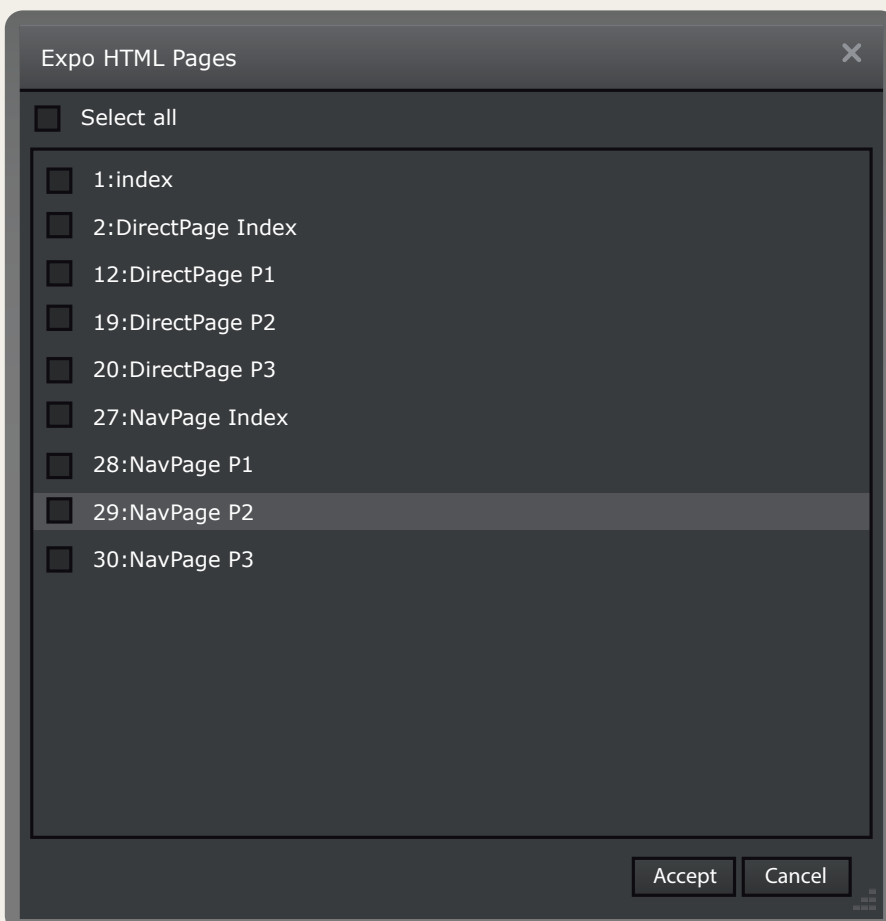 Expo HTML Pages
Select all
1:index
2:DirectPage Index
12:DirectPage P1
19:DirectPage P2
20:DirectPage P3
27:NavPage Index
28:NavPage P1
29:NavPage P2
30:NavPage P3
Accept Cancel